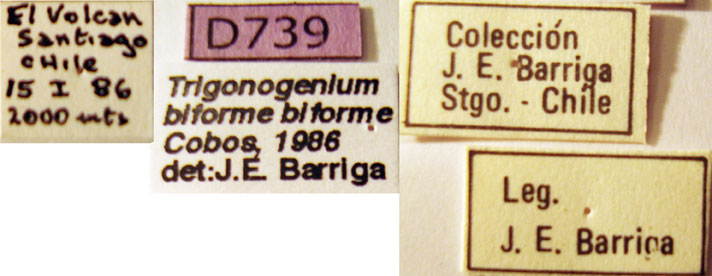 El Volcan
Santiago
cHile
15 I 86
2000 mts
D739
Trigonogenium
biforme biforme
Cobos, 1986
det:J.E. Barriga
Colección
J. E. Barriga
Stgo. - Chile
Leg.
J. E. Barriga